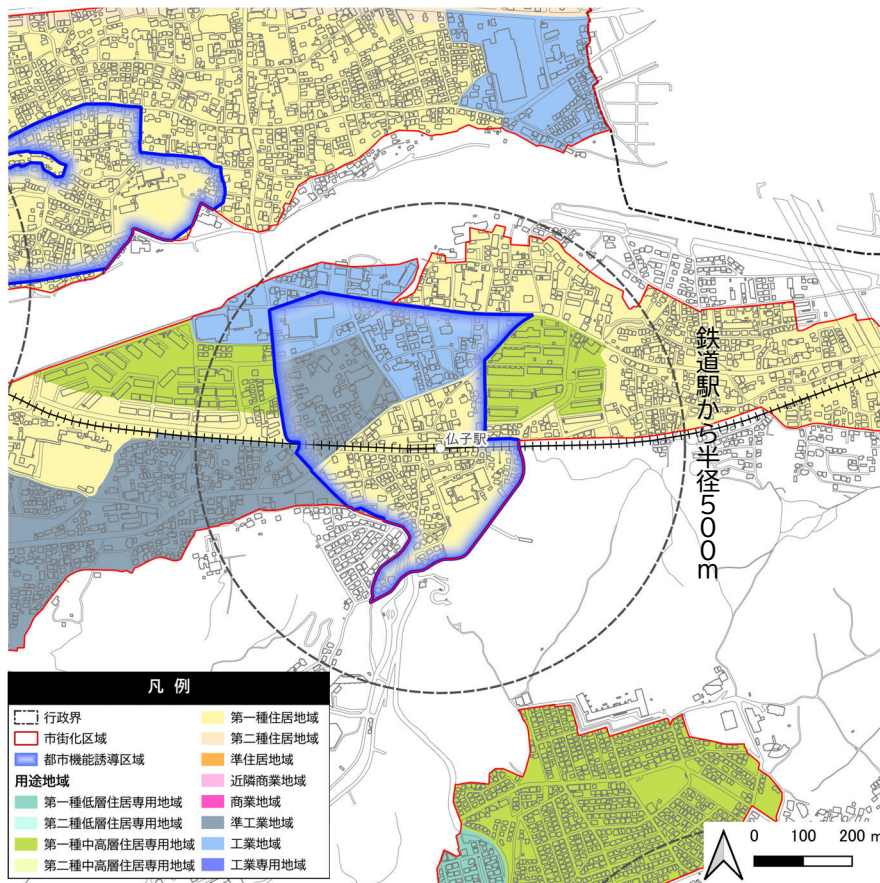 仏子駅
鉄道駅から半径500m
凡例
行政界
市街化区域
都市機能誘導区域
用途地域
第一種低層住居専用地域
第二種低層住居専用地域
第一種中高層住居専用地域
第二種中高層住居専用地域
第一種住居地域
第二種住居地域
準住居地域
近隣商業地域
商業地域
準工業地域
工業地域
工業専用地域
0 100 200 m